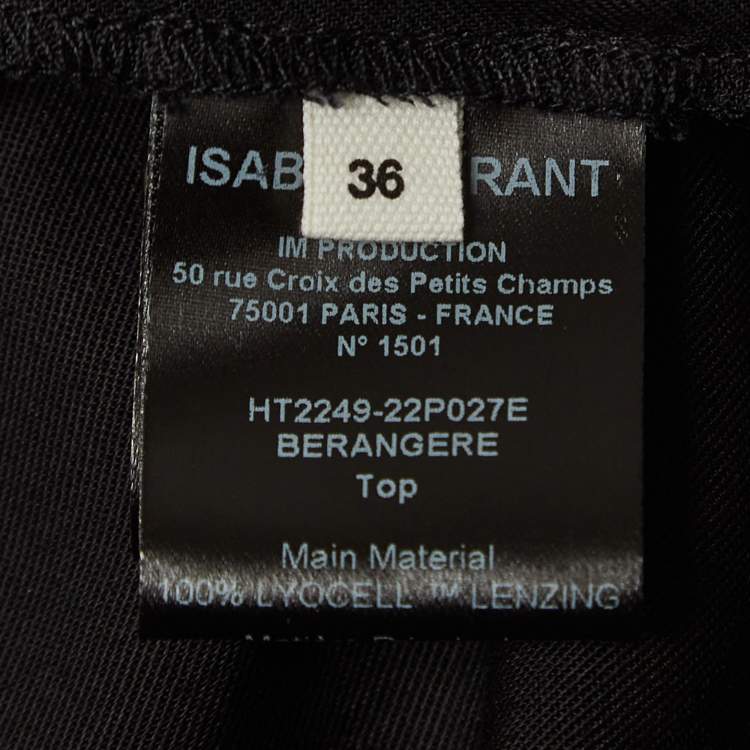 ISAB RANT
36
IM PRODUCTION
50 rue Croix des Petits Champs
75001 PARIS - FRANCE
N° 1501
HT2249-22P027E
BERANGERE
Top
Main Material
100% LYOCELL ™ LENZING